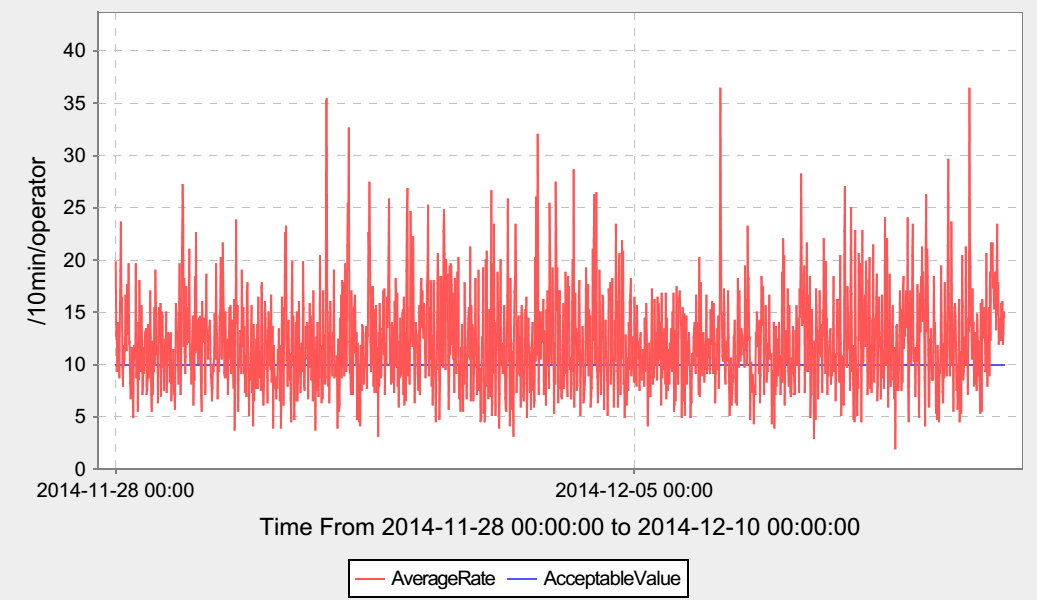 /10min/operator
40
35
30
25
20
15
10
5
0
2014-11-28 00:00 2014-12-05 00:00
Time From 2014-11-28 00:00:00 to 2014-12-10 00:00:00
AverageRate AcceptableValue